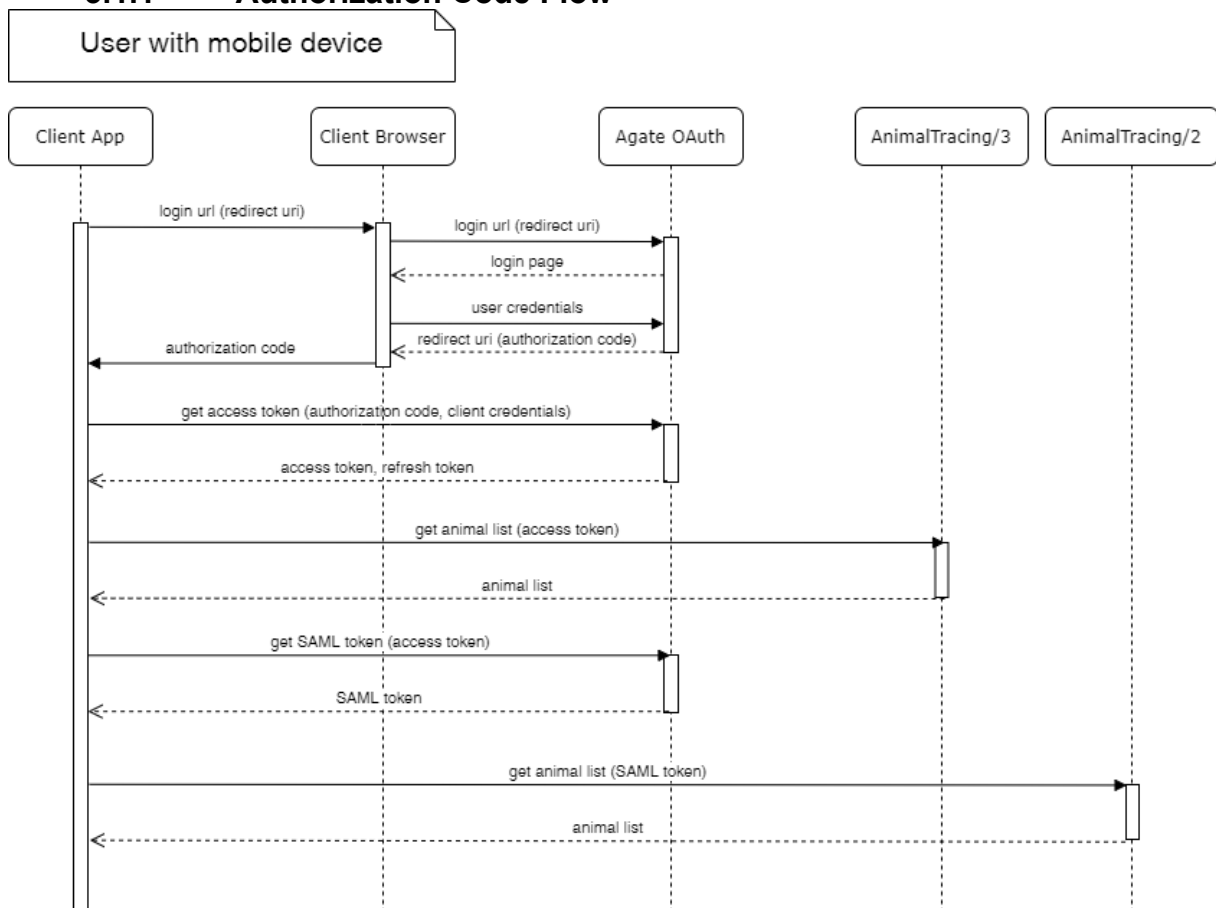 Authorization Code Flow
User with mobile device
Client App
Client Browser
Agate OAuth
AnimalTracing/3
AnimalTracing/2
login url (redirect uri)
login url (redirect uri)
login page
user credentials
redirect uri (authorization code)
authorization code
get access token (authorization code, client credentials)
access token, refresh token
get animal list (access token)
animal list
get SAML token (access token)
SAML token
get animal list (SAML token)
animal list